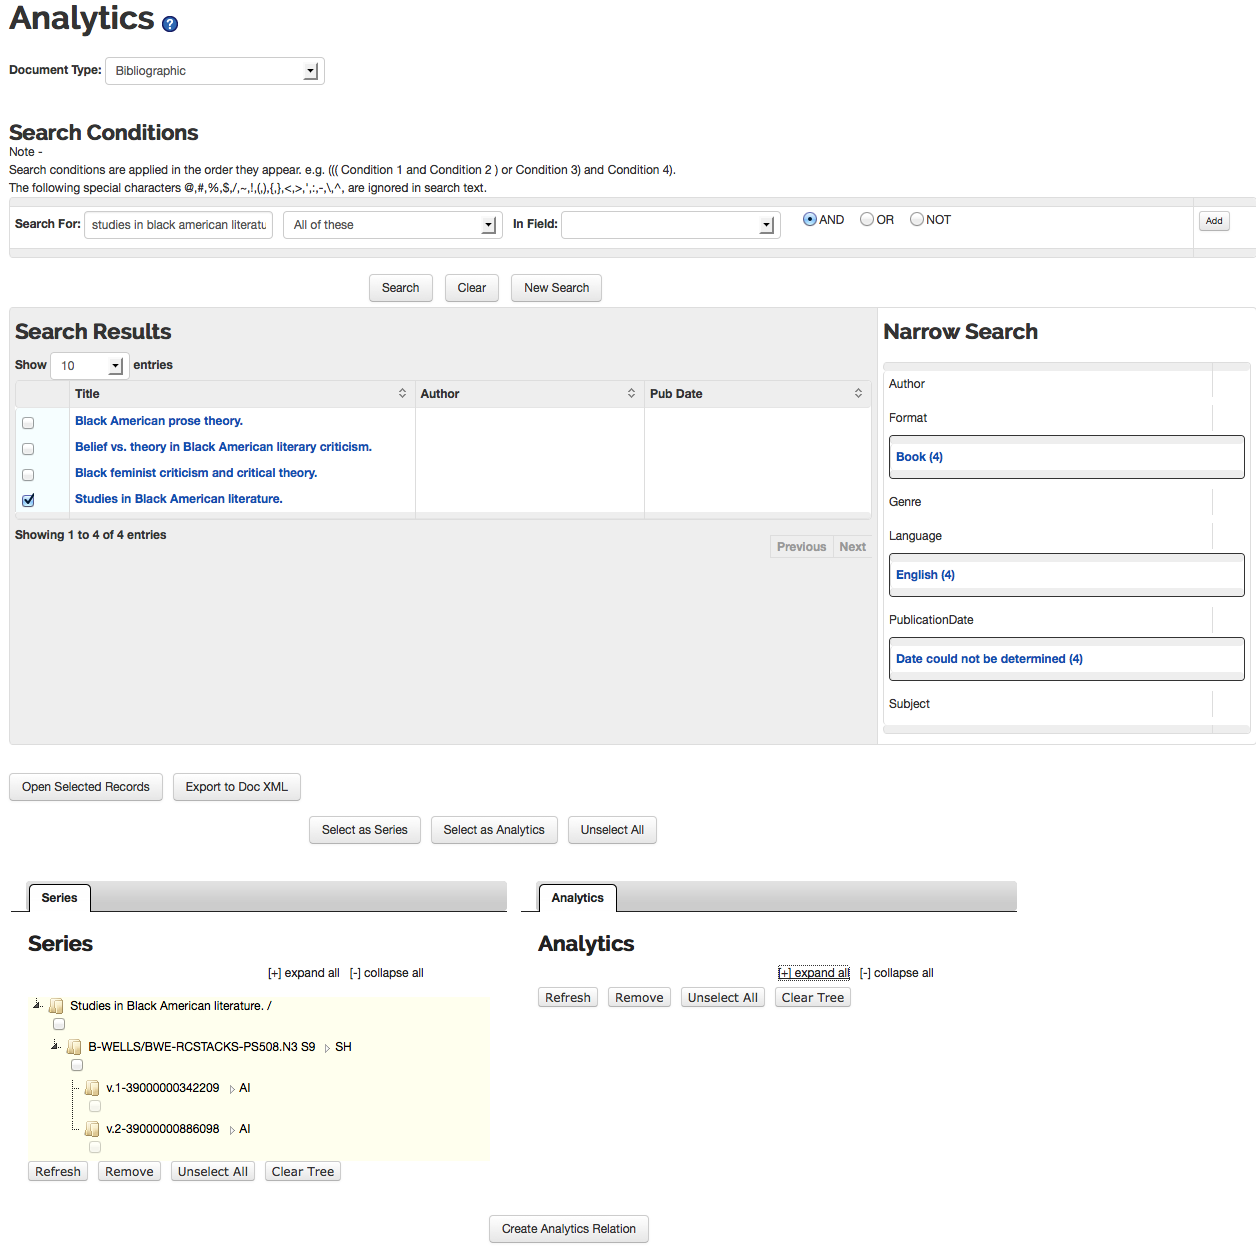 Analytics ?
Document Type: Bibliographic
Search Conditions
Note -
Search conditions are applied in the order they appear. e.g. ((( Condition 1 and Condition 2 ) or Condition 3) and Condition 4).
The following special characters @,#,%,$,/,~,!,(,),{,},<,>,',:,-,\,^, are ignored in search text.
Search For: studies in black american literatu All of these In Field: AND OR NOT Add
Search Clear New Search
Search Results
Show 10 entries
Title Author Pub Date
Black American prose theory.
Belief vs. theory in Black American literary criticism.
Black feminist criticism and critical theory.
Studies in Black American literature.
Showing 1 to 4 of 4 entries
Previous Next
Narrow Search
Author
Format
Book (4)
Genre
Language
English (4)
PublicationDate
Date could not be determined (4)
Subject
Open Selected Records Export to Doc XML
Select as Series Select as Analytics Unselect All
Series
Series
[+] expand all [-] collapse all
Studies in Black American literature. /
B-WELLS/BWE-RCSTACKS-PS508.N3 S9 SH
v.1-39000000342209 AI
v.2-39000000886098 AI
Refresh Remove Unselect All Clear Tree
Analytics
Analytics
[+] expand all [-] collapse all
Refresh Remove Unselect All Clear Tree
Create Analytics Relation